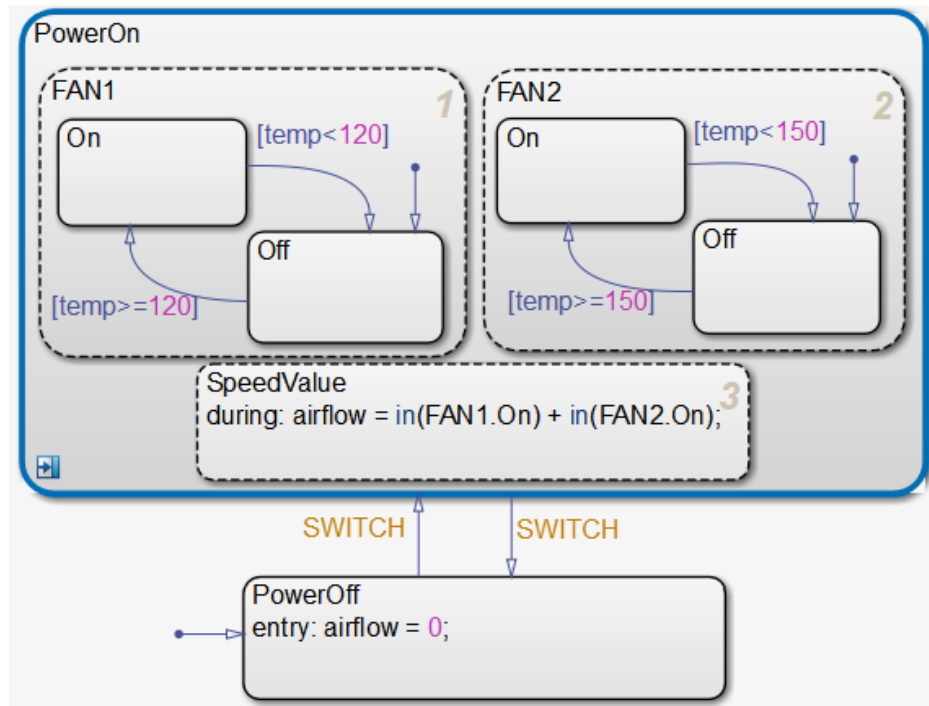 PowerOn
FAN1
1
On
[temp<120]
Off
[temp>=120]
FAN2
2
On
[temp<150]
Off
[temp>=150]
SpeedValue
3
during: airflow = in(FAN1.On) + in(FAN2.On);
SWITCH
SWITCH
PowerOff
entry: airflow = 0;